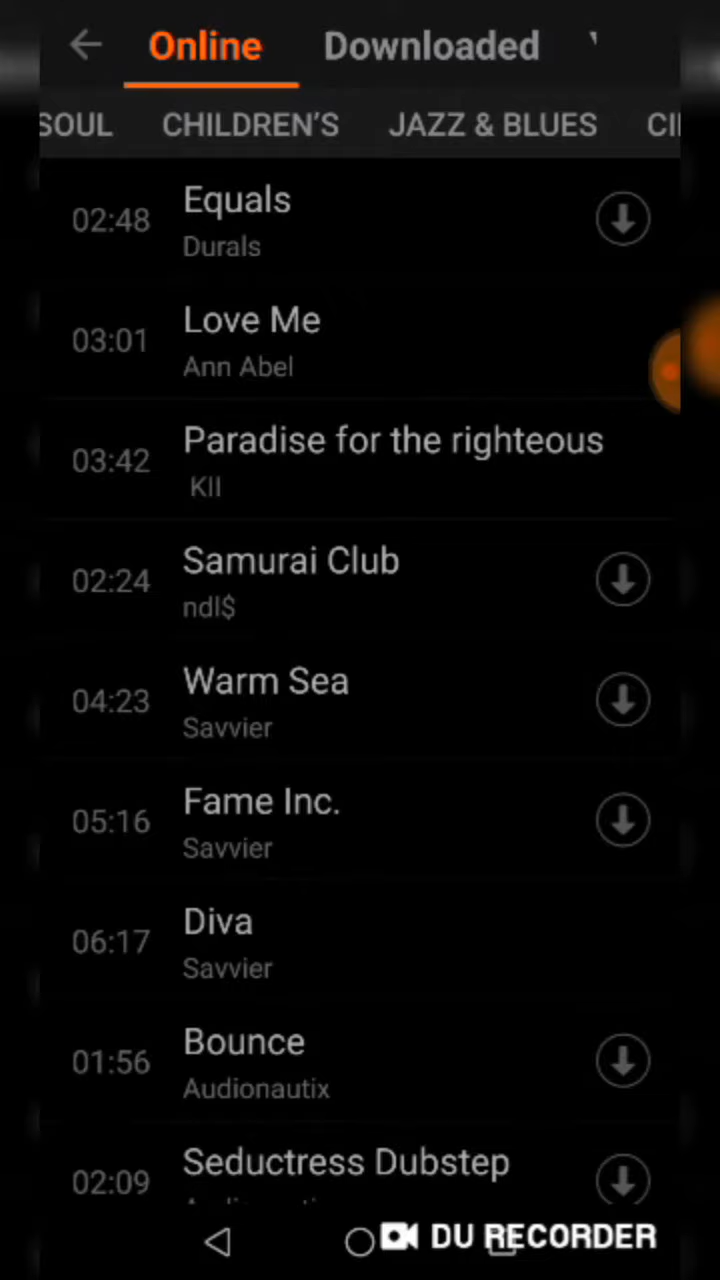 Online Downloaded
SOUL CHILDREN'S JAZZ & BLUES
02:48 Equals
Durals
03:01 Love Me
Ann Abel
03:42 Paradise for the righteous
KII
02:24 Samurai Club
ndl$
04:23 Warm Sea
Savvier
05:16 Fame Inc.
Savvier
06:17 Diva
Savvier
01:56 Bounce
Audionautix
02:09 Seductress Dubstep
DU RECORDER